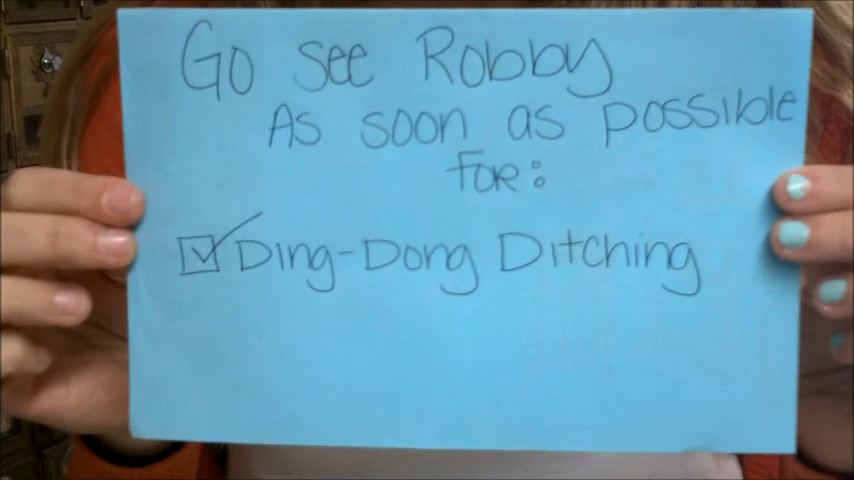 Go see Robby
As soon as possible
For:
☑ Ding-Dong Ditching